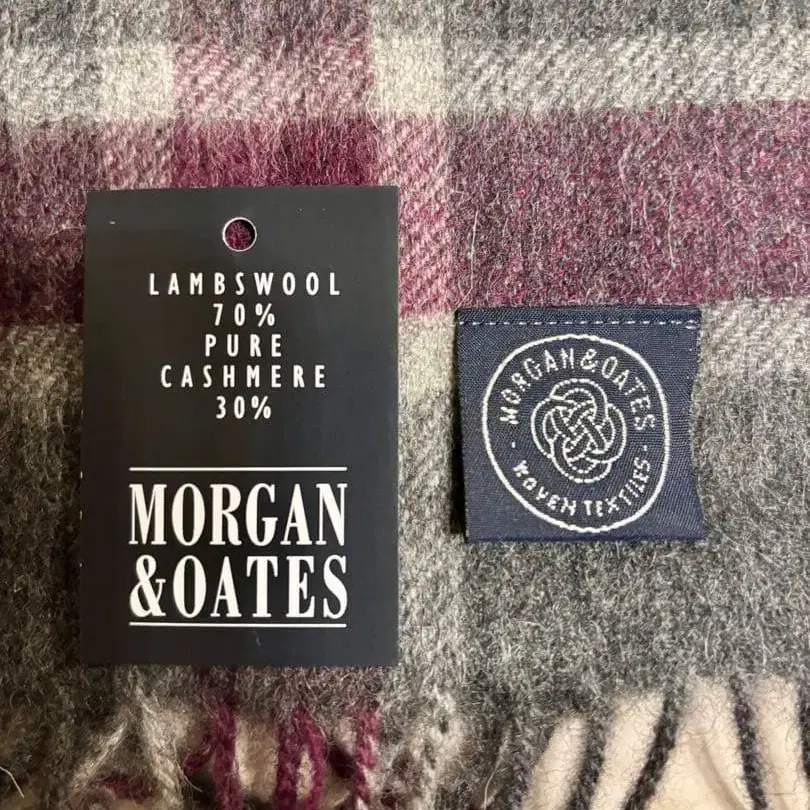 LAMBSWOOL
70%
PURE
CASHMERE
30%
MORGAN
&OATES
MORGAN&OATES
- WOVEN TEXTILES -